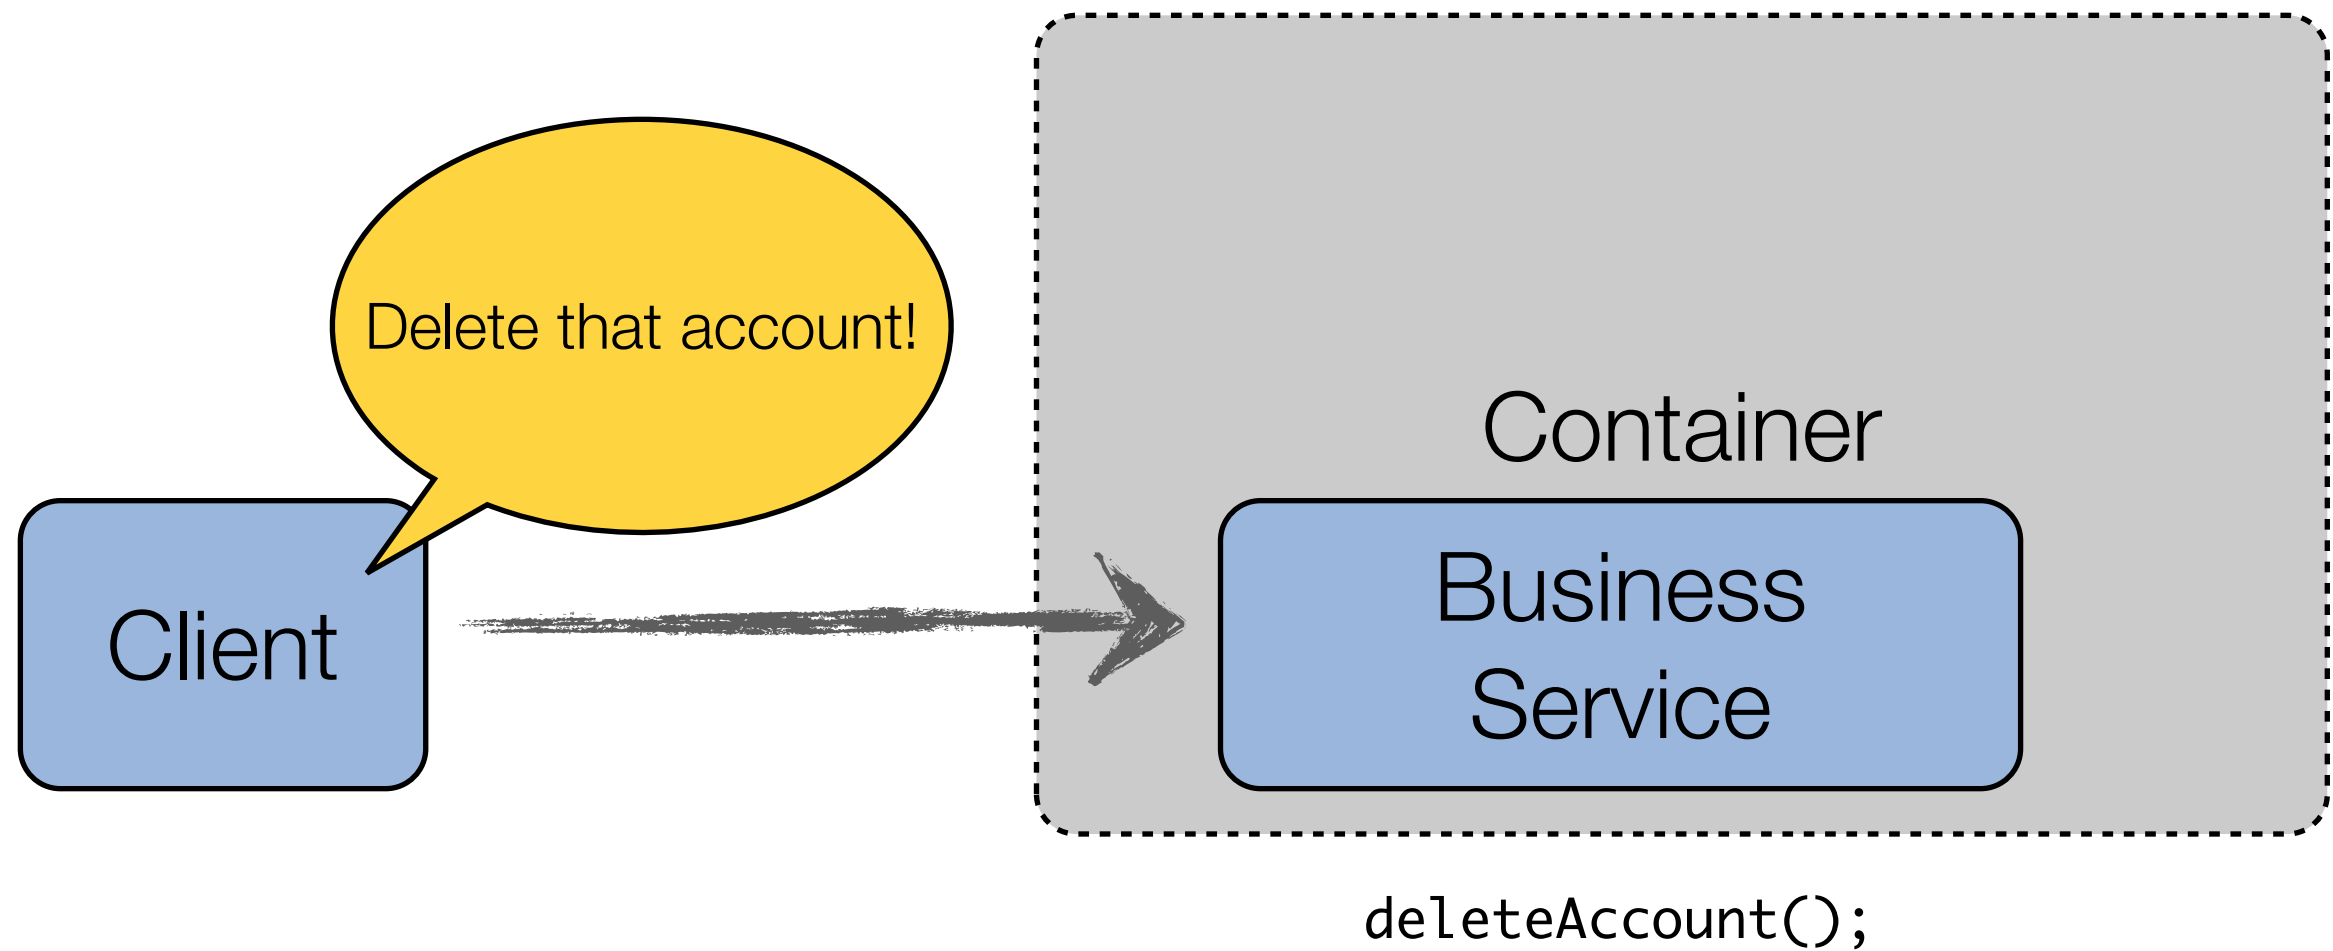 Delete that account!
Client
Container
Business
Service
deleteAccount();